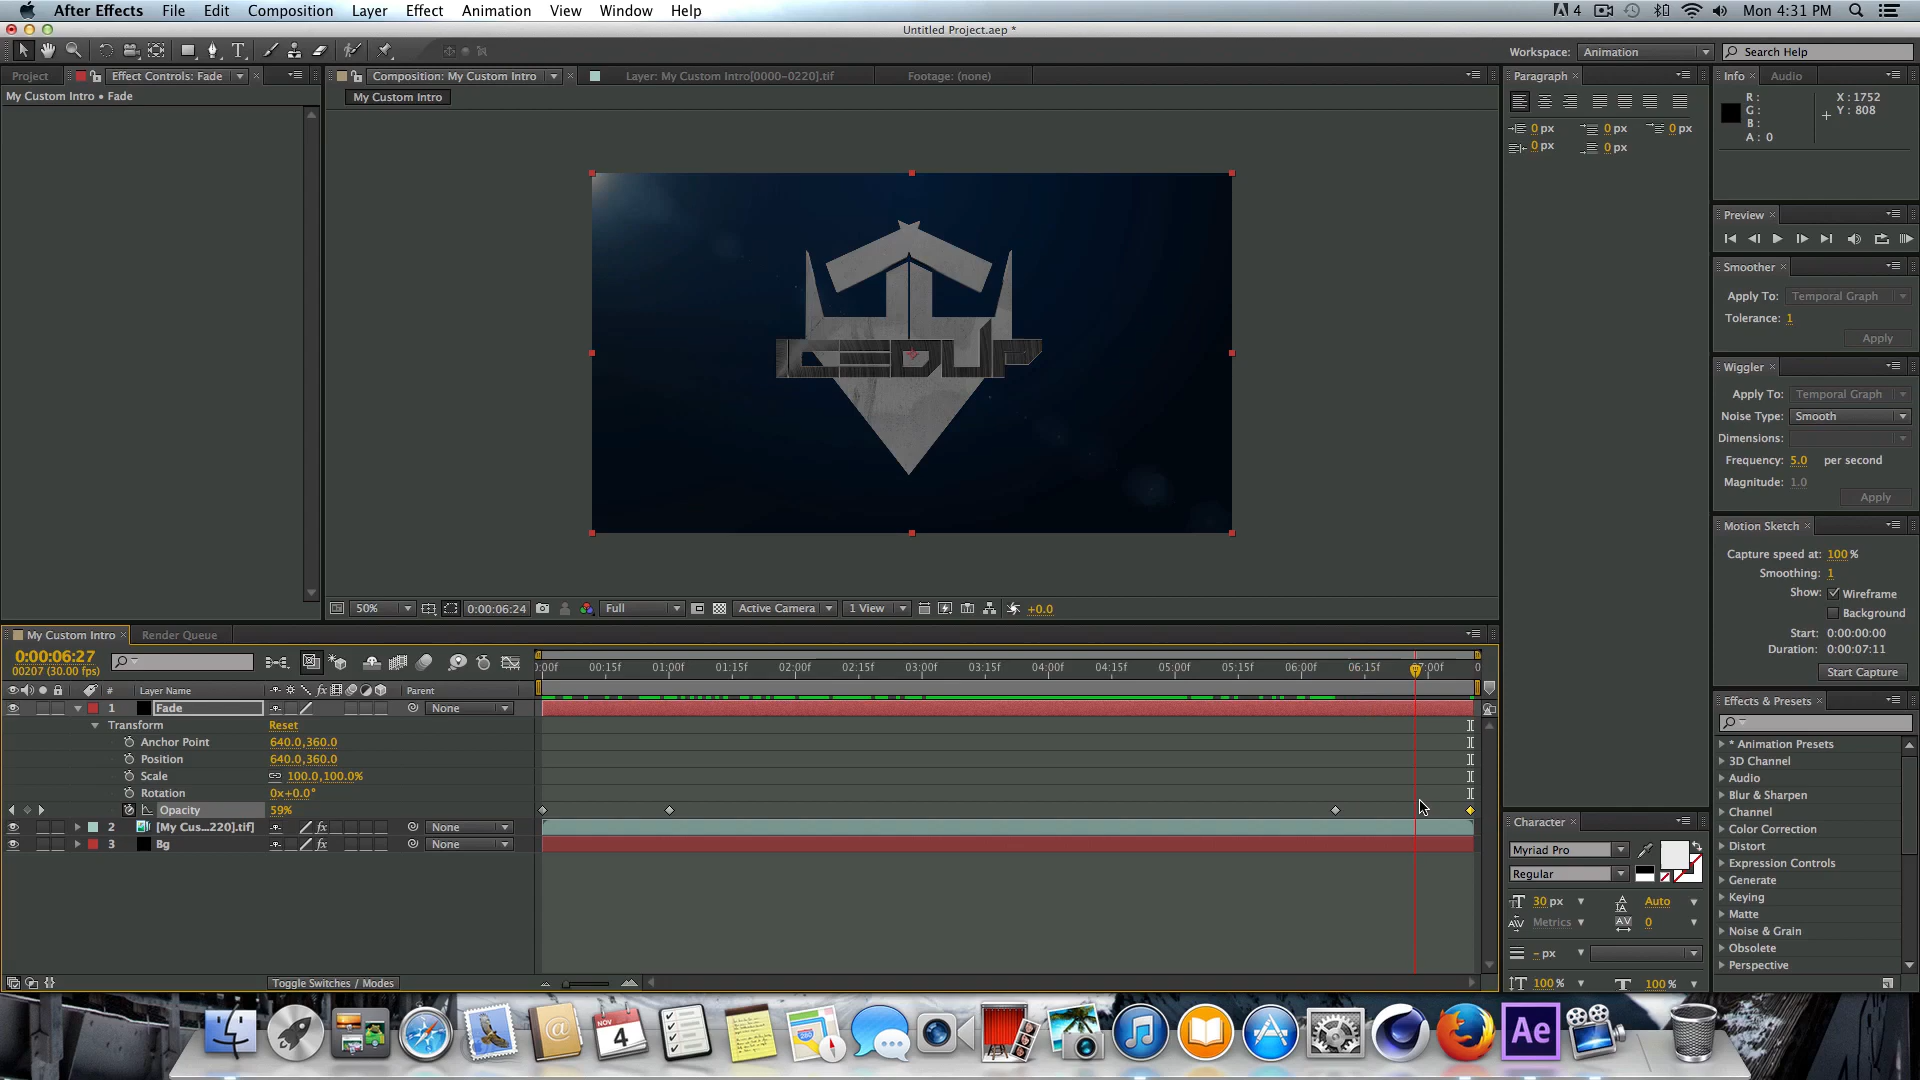 After Effects File Edit Composition Layer Effect Animation View Window Help 4 Mon 4:31 PM
Untitled Project.aep *
Workspace: Animation Search Help
Project Effect Controls: Fade Composition: My Custom Intro Layer: My Custom Intro[0000-0220].tif Footage: (none) Paragraph Info Audio
My Custom Intro • Fade
My Custom Intro
R : X : 1752
G : Y : 808
B :
A : 0
0 px 0 px 0 px
0 px 0 px
Preview
Smoother
Apply To: Temporal Graph
Tolerance: 1
Apply
Wiggler
Apply To: Temporal Graph
Noise Type: Smooth
Dimensions:
Frequency: 5.0 per second
Magnitude: 1.0
Apply
Motion Sketch
Capture speed at: 100 %
Smoothing: 1
Show: Wireframe
Background
Start: 0:00:00:00
Duration: 0:00:07:11
Start Capture
ICEDUP
50% 0:00:06:24 Full Active Camera 1 View +0.0
My Custom Intro Render Queue
0:00:06:27
00207 (30.00 fps)
0:00f 00:15f 01:00f 01:15f 02:00f 02:15f 03:00f 03:15f 04:00f 04:15f 05:00f 05:15f 06:00f 06:15f 07:00f
# Layer Name Parent
1 Fade None
Transform Reset
Anchor Point 640.0,360.0
Position 640.0,360.0
Scale 100.0,100.0%
Rotation 0x+0.0°
Opacity 59%
2 [My Cus...220].tif None
3 Bg None
Toggle Switches / Modes
Effects & Presets
* Animation Presets
3D Channel
Audio
Blur & Sharpen
Channel
Color Correction
Distort
Expression Controls
Generate
Keying
Matte
Noise & Grain
Obsolete
Perspective
Character
Myriad Pro
Regular
30 px Auto
Metrics 0
- px
100 % 100 %
NOV
4
Ae